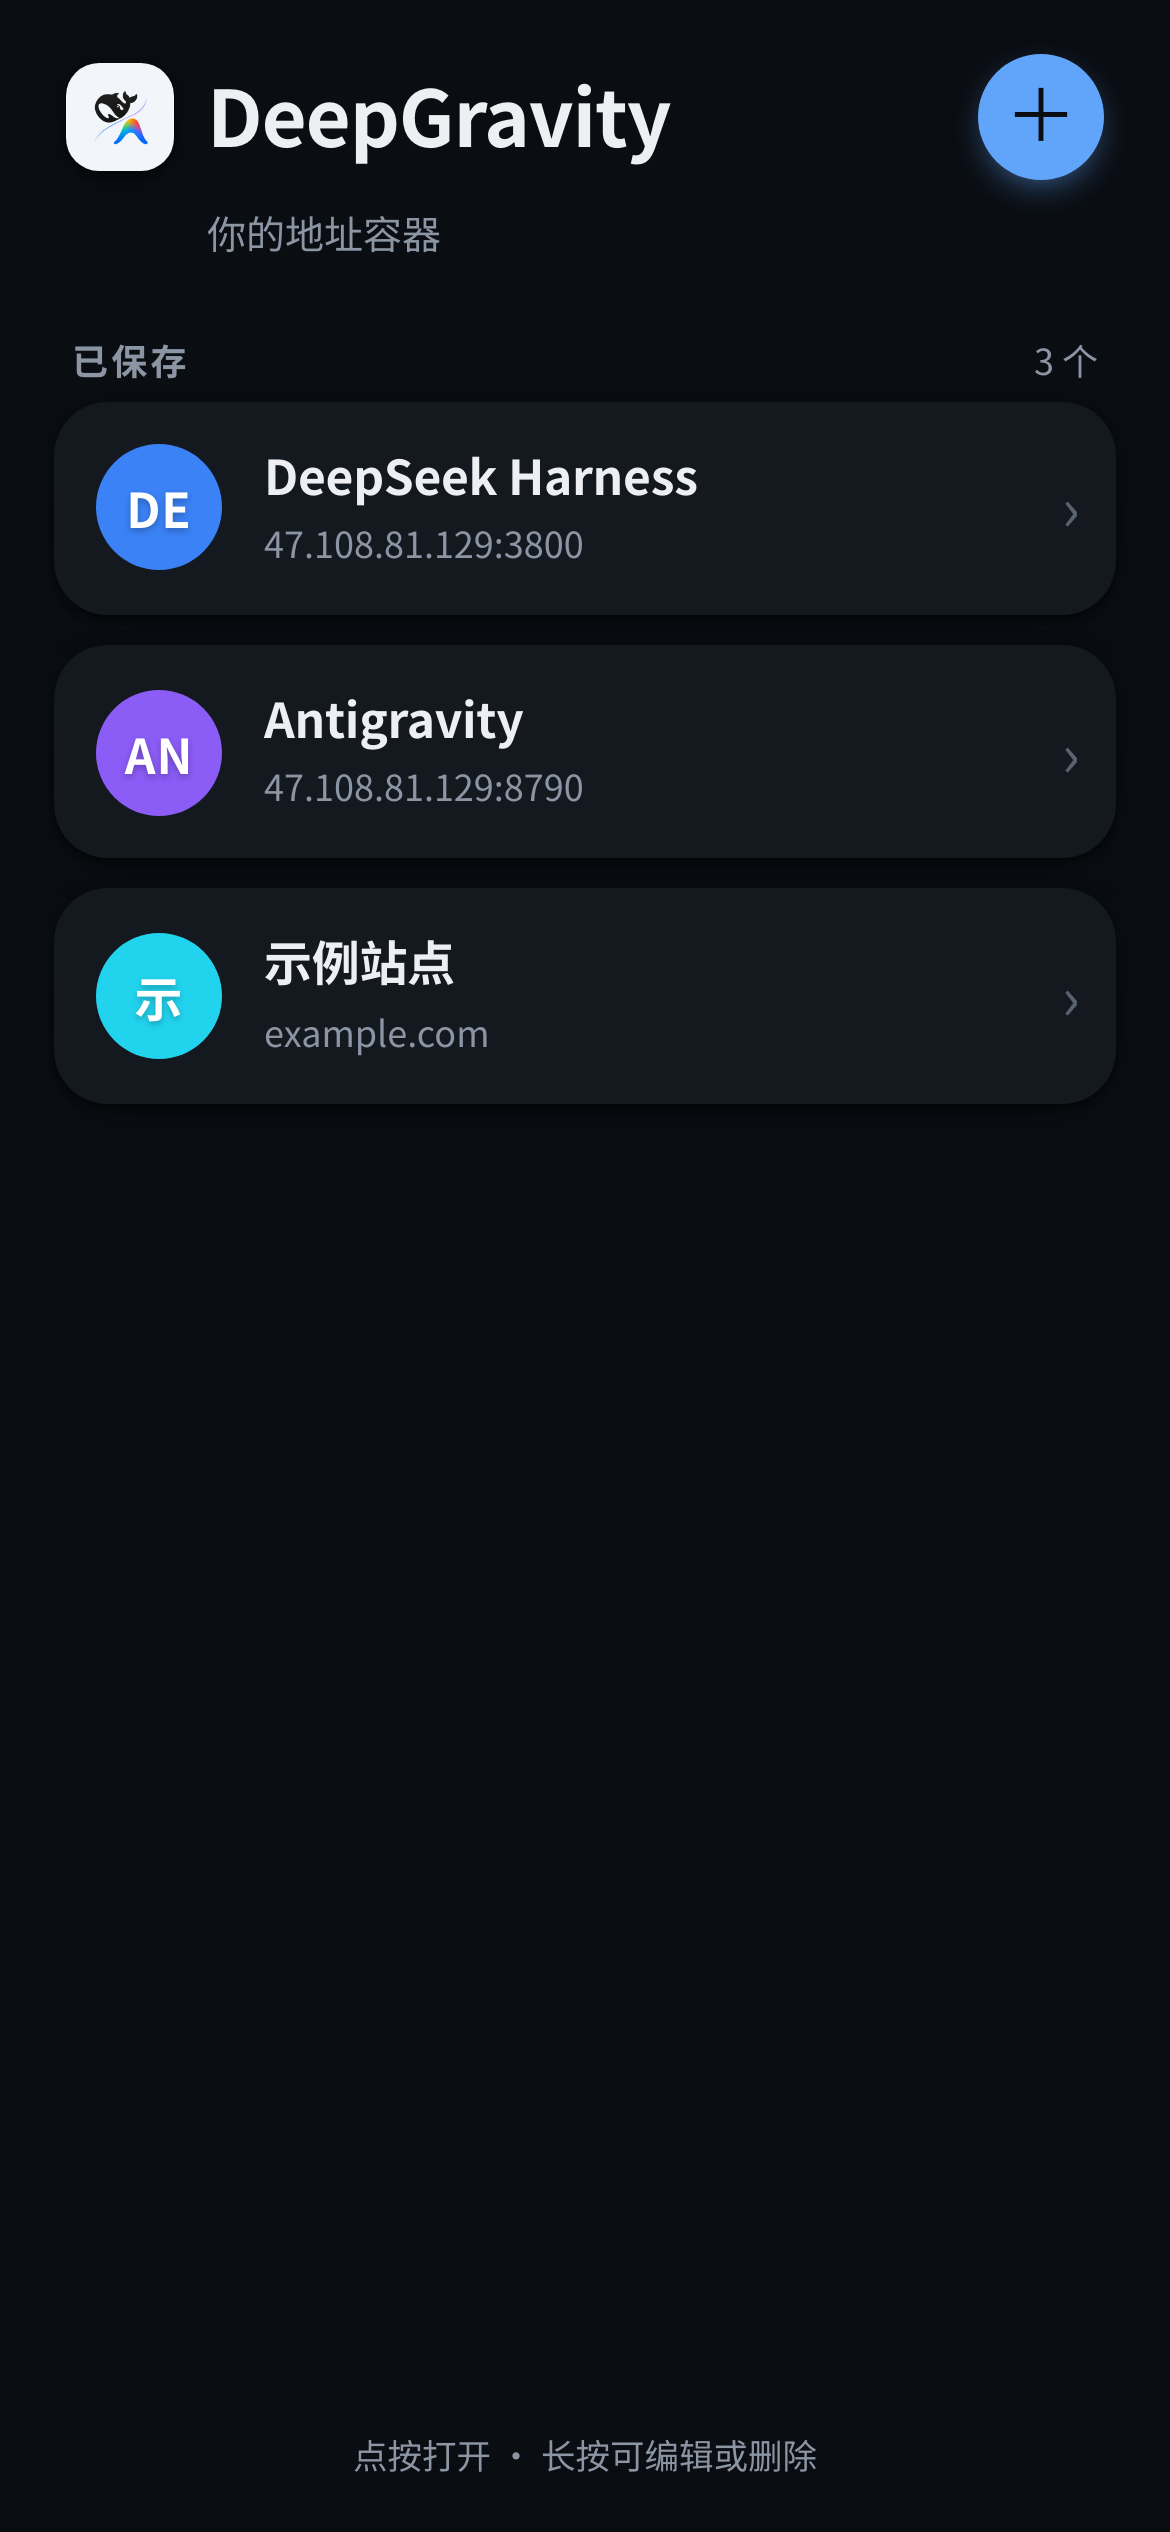 DeepGravity
你的地址容器
已保存
3 个
DE
DeepSeek Harness
47.108.81.129:3800
›
AN
Antigravity
47.108.81.129:8790
›
示
示例站点
example.com
›
点按打开 · 长按可编辑或删除